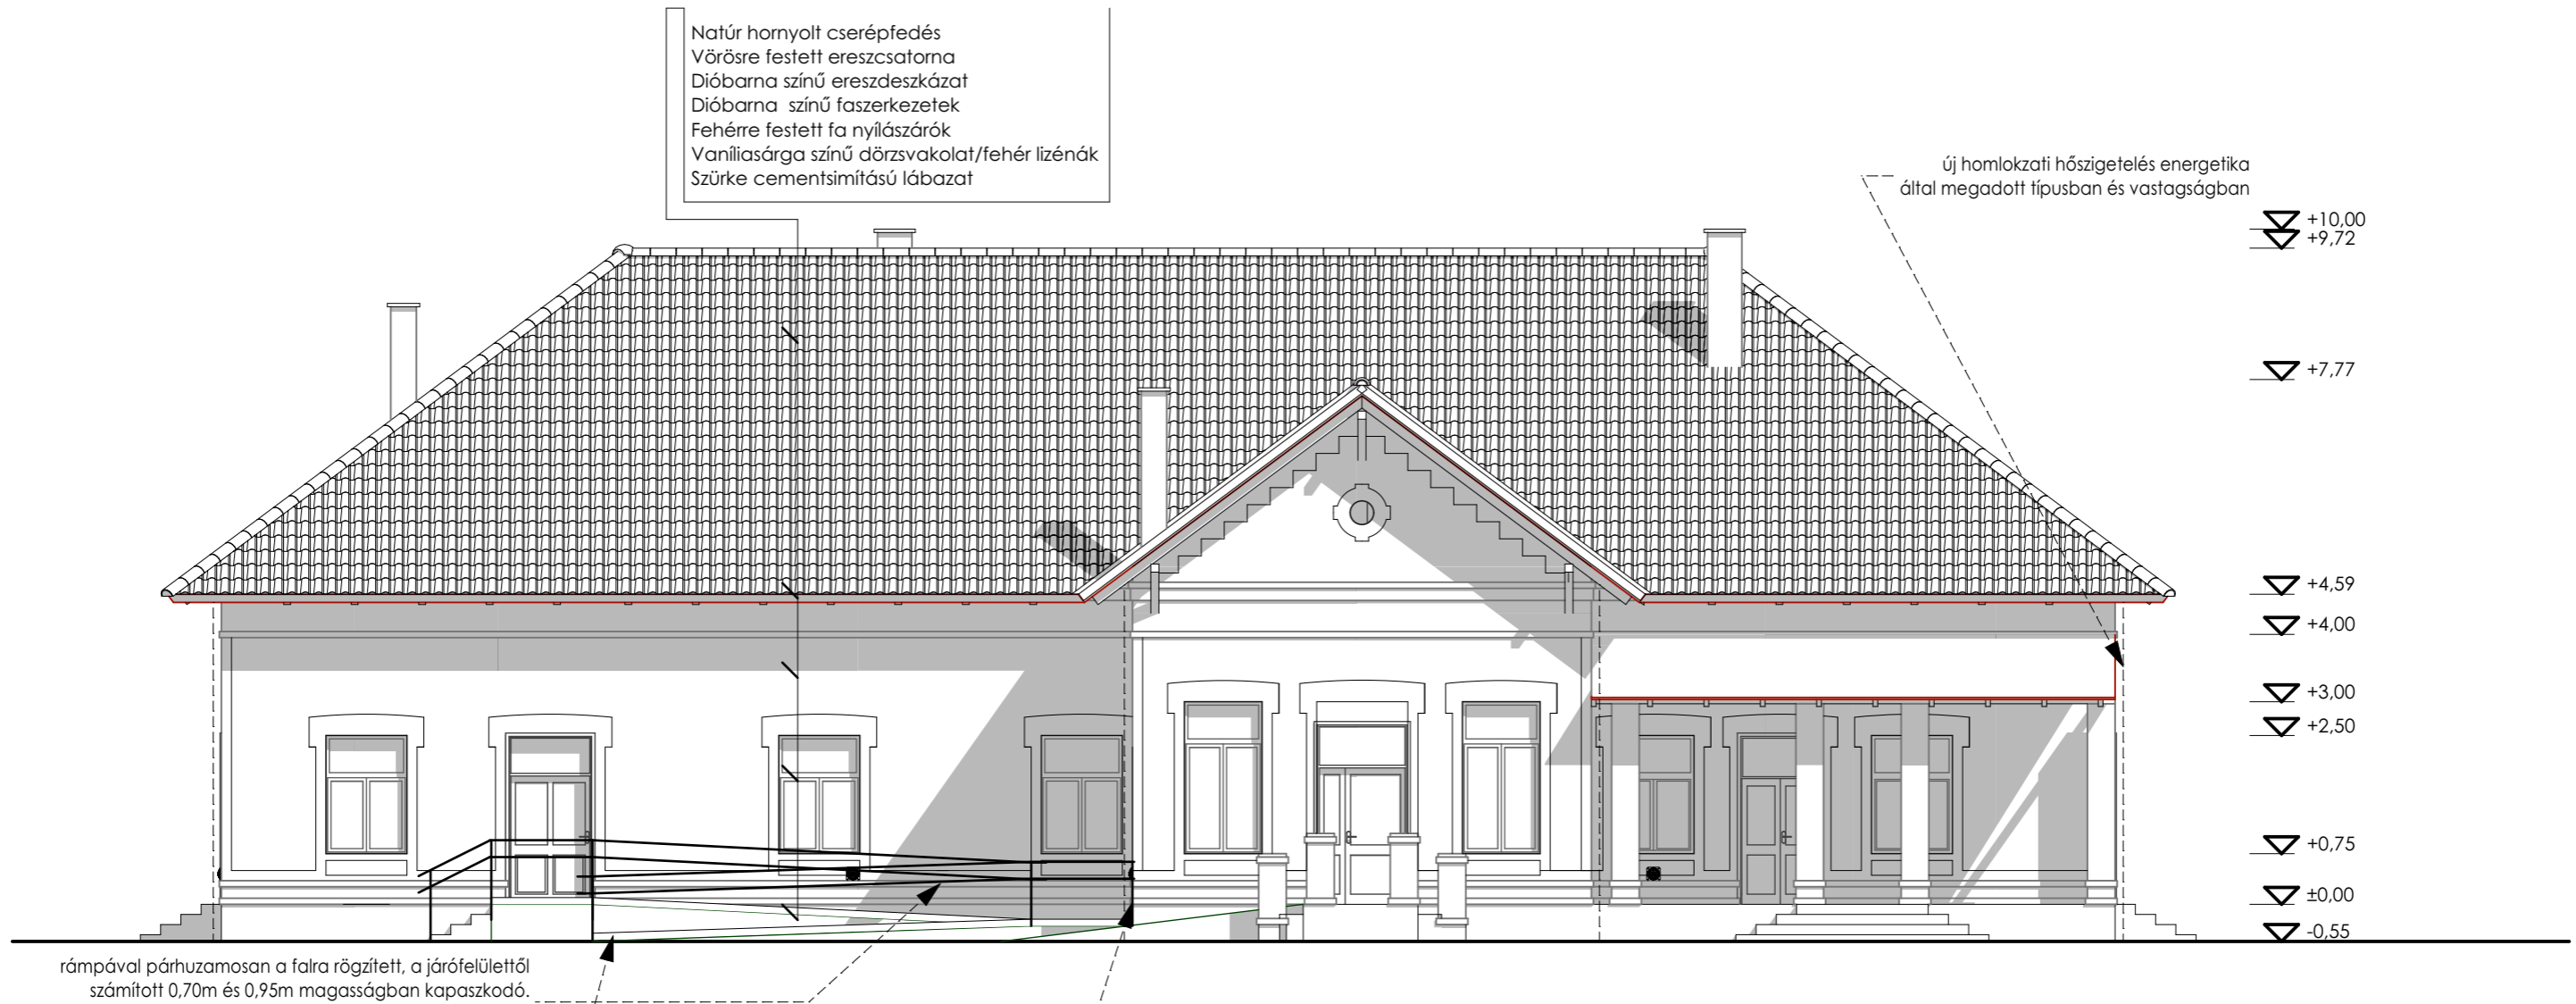 Natúr hornyolt cserépfedés
Vörösre festett ereszcsatorna
Dióbarna színű ereszdeszkázat
Dióbarna színű faszerkezetek
Fehérre festett fa nyílászárók
Vaníliasárga színű dörzsvakolat/fehér lizénák
Szürke cementsimítású lábazat
új homlokzati hőszigetelés energetika
által megadott típusban és vastagságban
+10,00
+9,72
+7,77
+4,59
+4,00
+3,00
+2,50
+0,75
±0,00
-0,55
rámpával párhuzamosan a falra rögzített, a járófelülettől
számított 0,70m és 0,95m magasságban kapaszkodó.